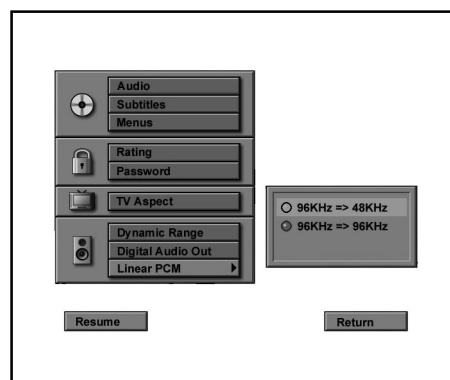 Audio
Subtitles
Menus
Rating
Password
TV Aspect
Dynamic Range
Digital Audio Out
Linear PCM
96KHz => 48KHz
96KHz => 96KHz
Resume
Return